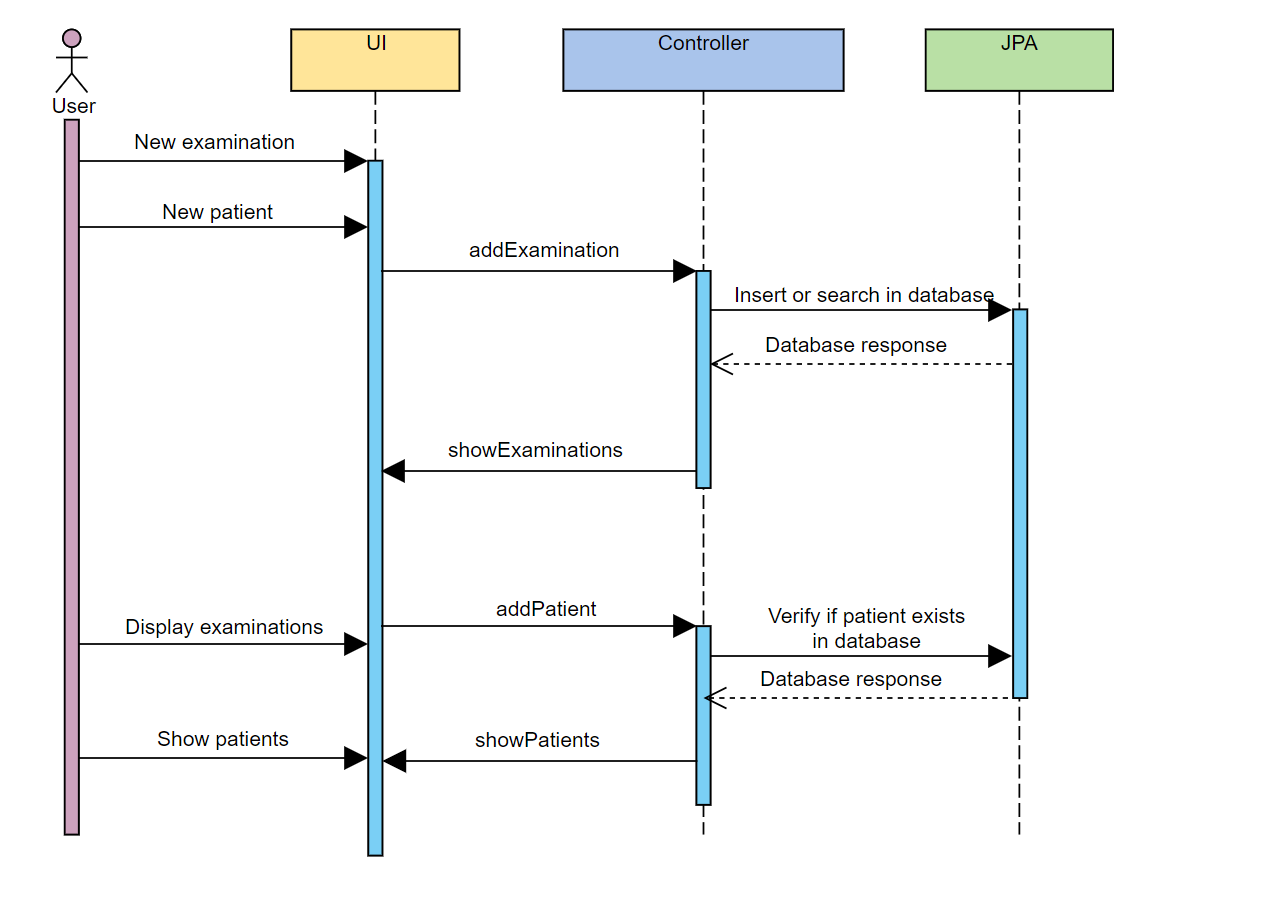 UI
Controller
JPA
User
New examination
New patient
addExamination
Insert or search in database
Database response
showExaminations
addPatient
Verify if patient exists
in database
Display examinations
Database response
Show patients
showPatients